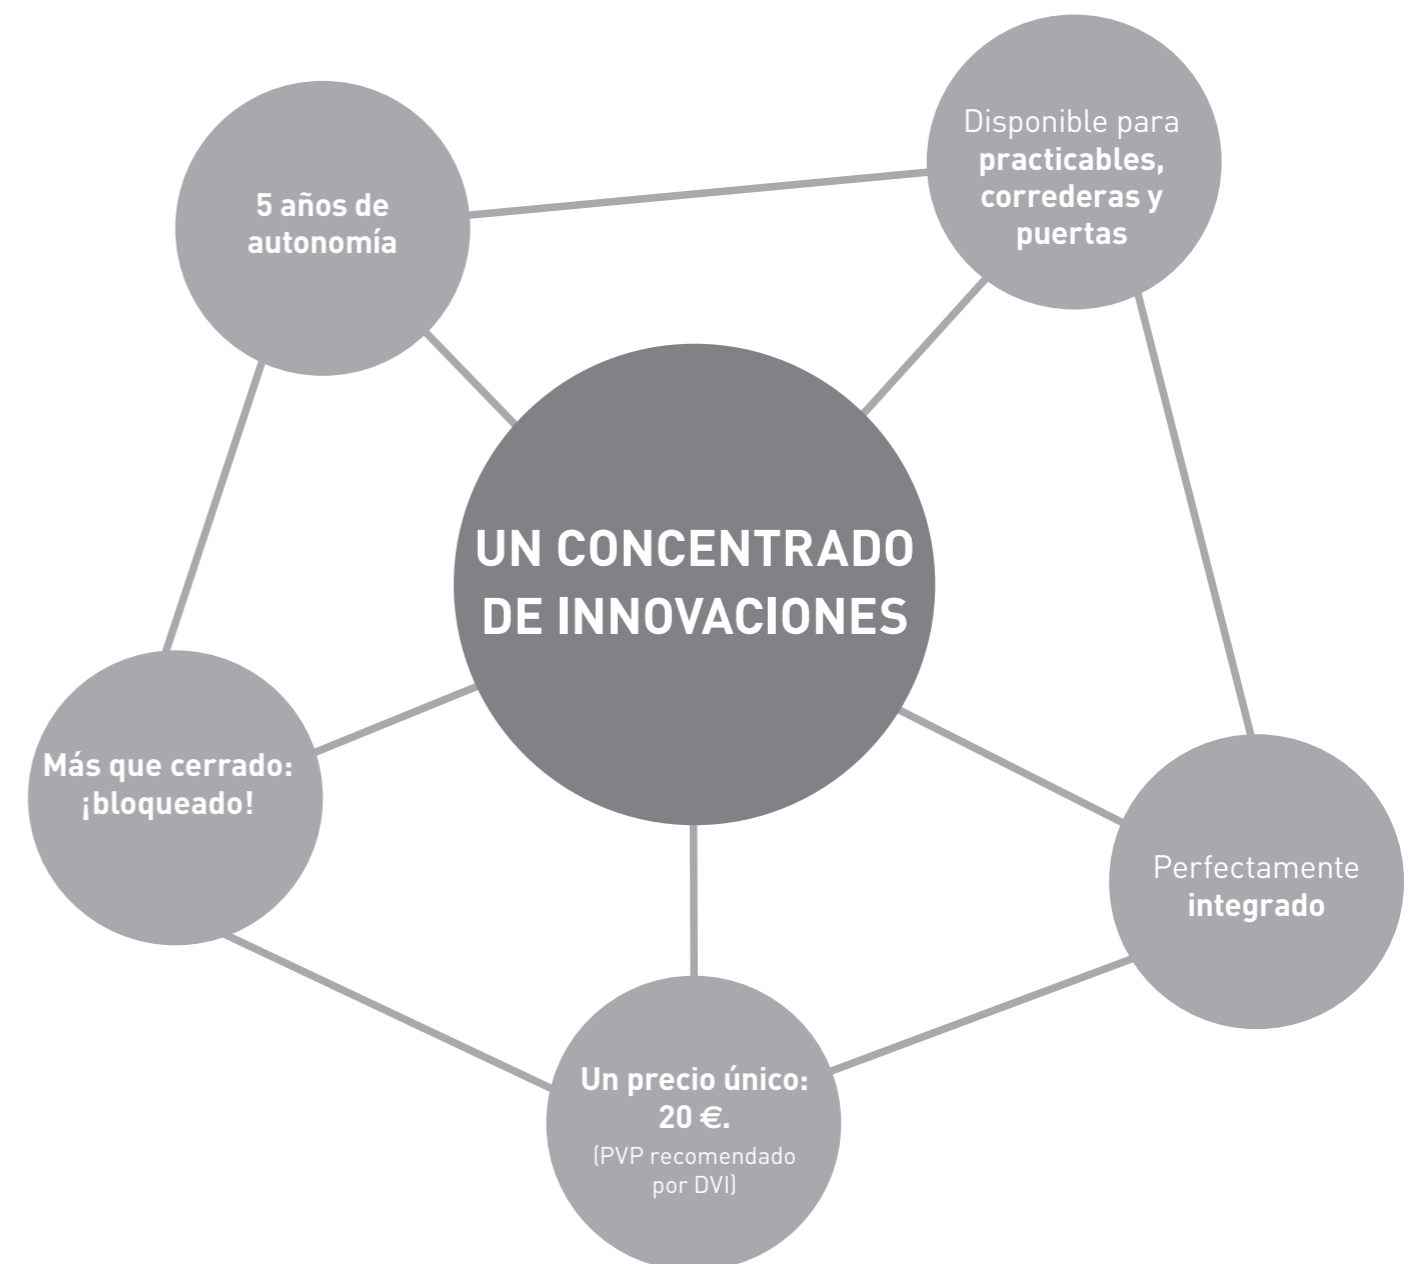 Disponible para
practicables,
correderas y
puertas
5 años de
autonomía
UN CONCENTRADO
DE INNOVACIONES
Más que cerrado:
¡bloqueado!
Perfectamente
integrado
Un precio único:
20 €.
(PVP recomendado
por DVI)